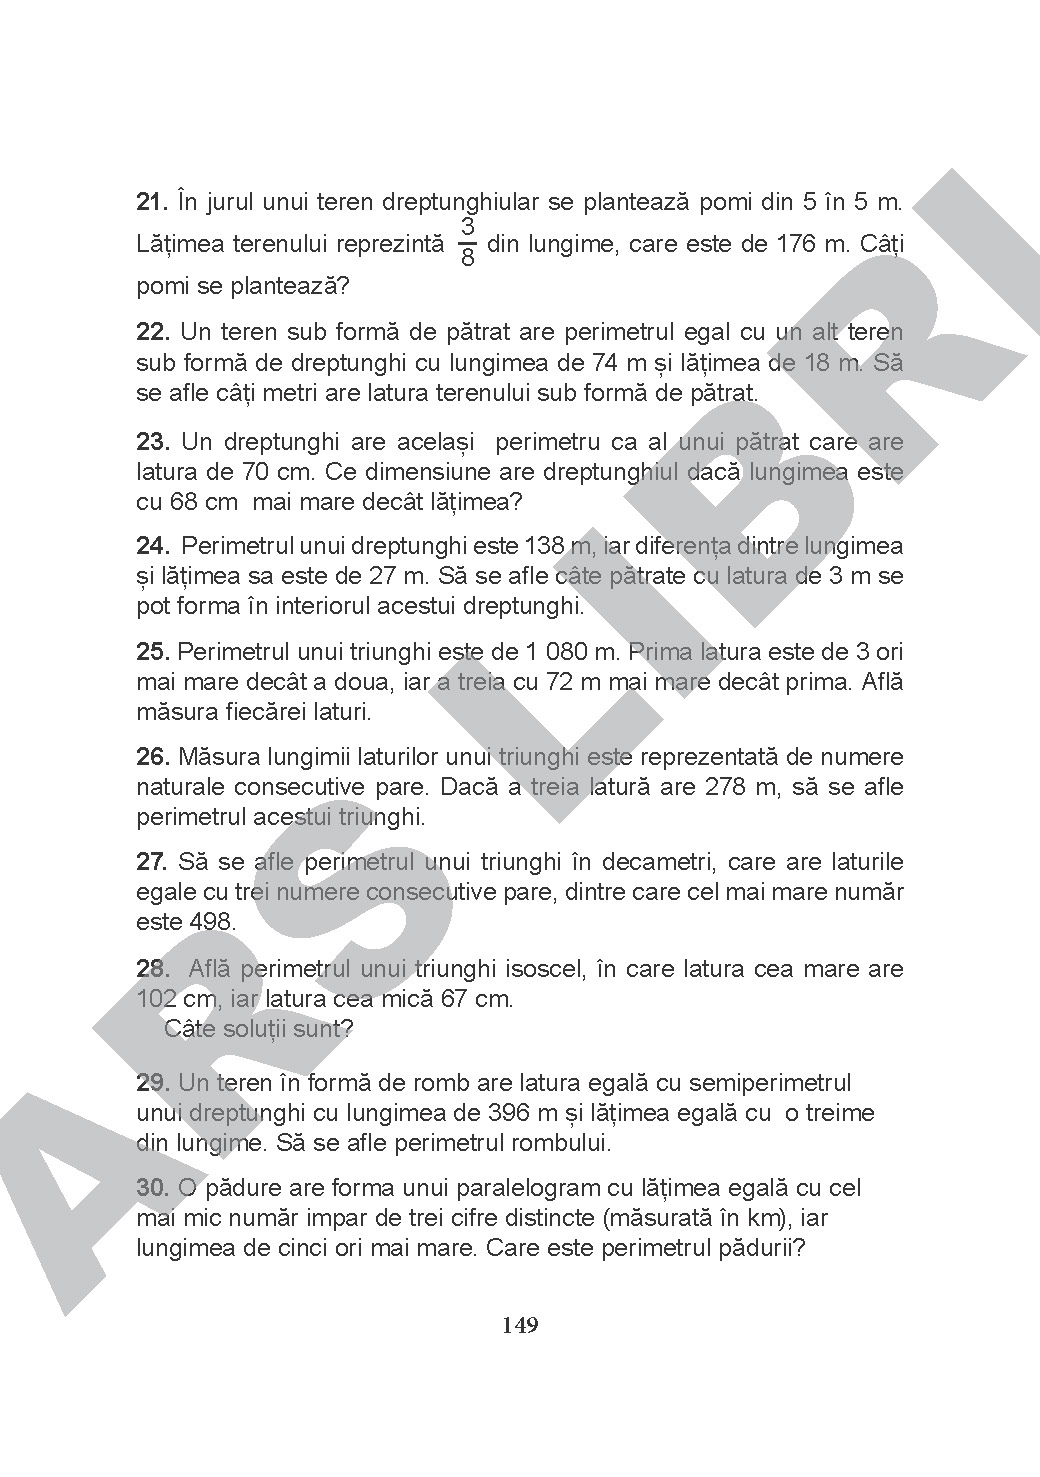 21. În jurul unui teren dreptunghiular se plantează pomi din 5 în 5 m.
Lățimea terenului reprezintă 3/8 din lungime, care este de 176 m. Câți
pomi se plantează?
22. Un teren sub formă de pătrat are perimetrul egal cu un alt teren
sub formă de dreptunghi cu lungimea de 74 m și lățimea de 18 m. Să
se afle câți metri are latura terenului sub formă de pătrat.
23. Un dreptunghi are același perimetru ca al unui pătrat care are
latura de 70 cm. Ce dimensiune are dreptunghiul dacă lungimea este
cu 68 cm mai mare decât lățimea?
24. Perimetrul unui dreptunghi este 138 m, iar diferența dintre lungimea
și lățimea sa este de 27 m. Să se afle câte pătrate cu latura de 3 m se
pot forma în interiorul acestui dreptunghi.
25. Perimetrul unui triunghi este de 1 080 m. Prima latura este de 3 ori
mai mare decât a doua, iar a treia cu 72 m mai mare decât prima. Află
măsura fiecărei laturi.
26. Măsura lungimii laturilor unui triunghi este reprezentată de numere
naturale consecutive pare. Dacă a treia latură are 278 m, să se afle
perimetrul acestui triunghi.
27. Să se afle perimetrul unui triunghi în decametri, care are laturile
egale cu trei numere consecutive pare, dintre care cel mai mare număr
este 498.
28. Află perimetrul unui triunghi isoscel, în care latura cea mare are
102 cm, iar latura cea mică 67 cm.
Câte soluții sunt?
29. Un teren în formă de romb are latura egală cu semiperimetrul
unui dreptunghi cu lungimea de 396 m și lățimea egală cu o treime
din lungime. Să se afle perimetrul rombului.
30. O pădure are forma unui paralelogram cu lățimea egală cu cel
mai mic număr impar de trei cifre distincte (măsurată în km), iar
lungimea de cinci ori mai mare. Care este perimetrul pădurii?
149
ARS LIBRI